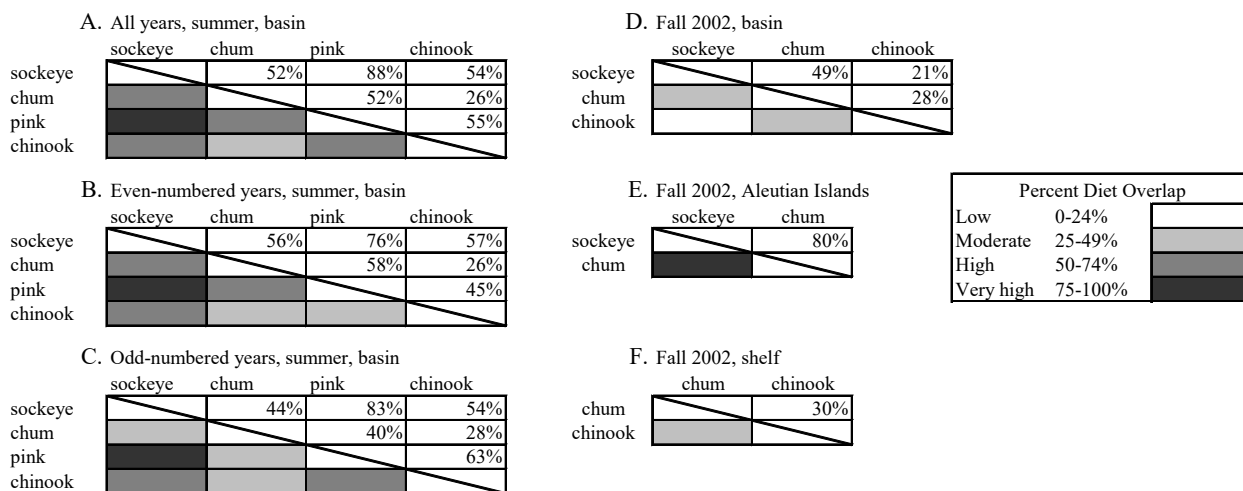 A. All years, summer, basin
sockeye chum pink chinook
sockeye 52% 88% 54%
chum 52% 26%
pink 55%
chinook
B. Even-numbered years, summer, basin
sockeye chum pink chinook
sockeye 56% 76% 57%
chum 58% 26%
pink 45%
chinook
C. Odd-numbered years, summer, basin
sockeye chum pink chinook
sockeye 44% 83% 54%
chum 40% 28%
pink 63%
chinook
D. Fall 2002, basin
sockeye chum chinook
sockeye 49% 21%
chum 28%
chinook
E. Fall 2002, Aleutian Islands
sockeye chum
sockeye 80%
chum
F. Fall 2002, shelf
chum chinook
chum 30%
chinook
Percent Diet Overlap
Low 0-24%
Moderate 25-49%
High 50-74%
Very high 75-100%